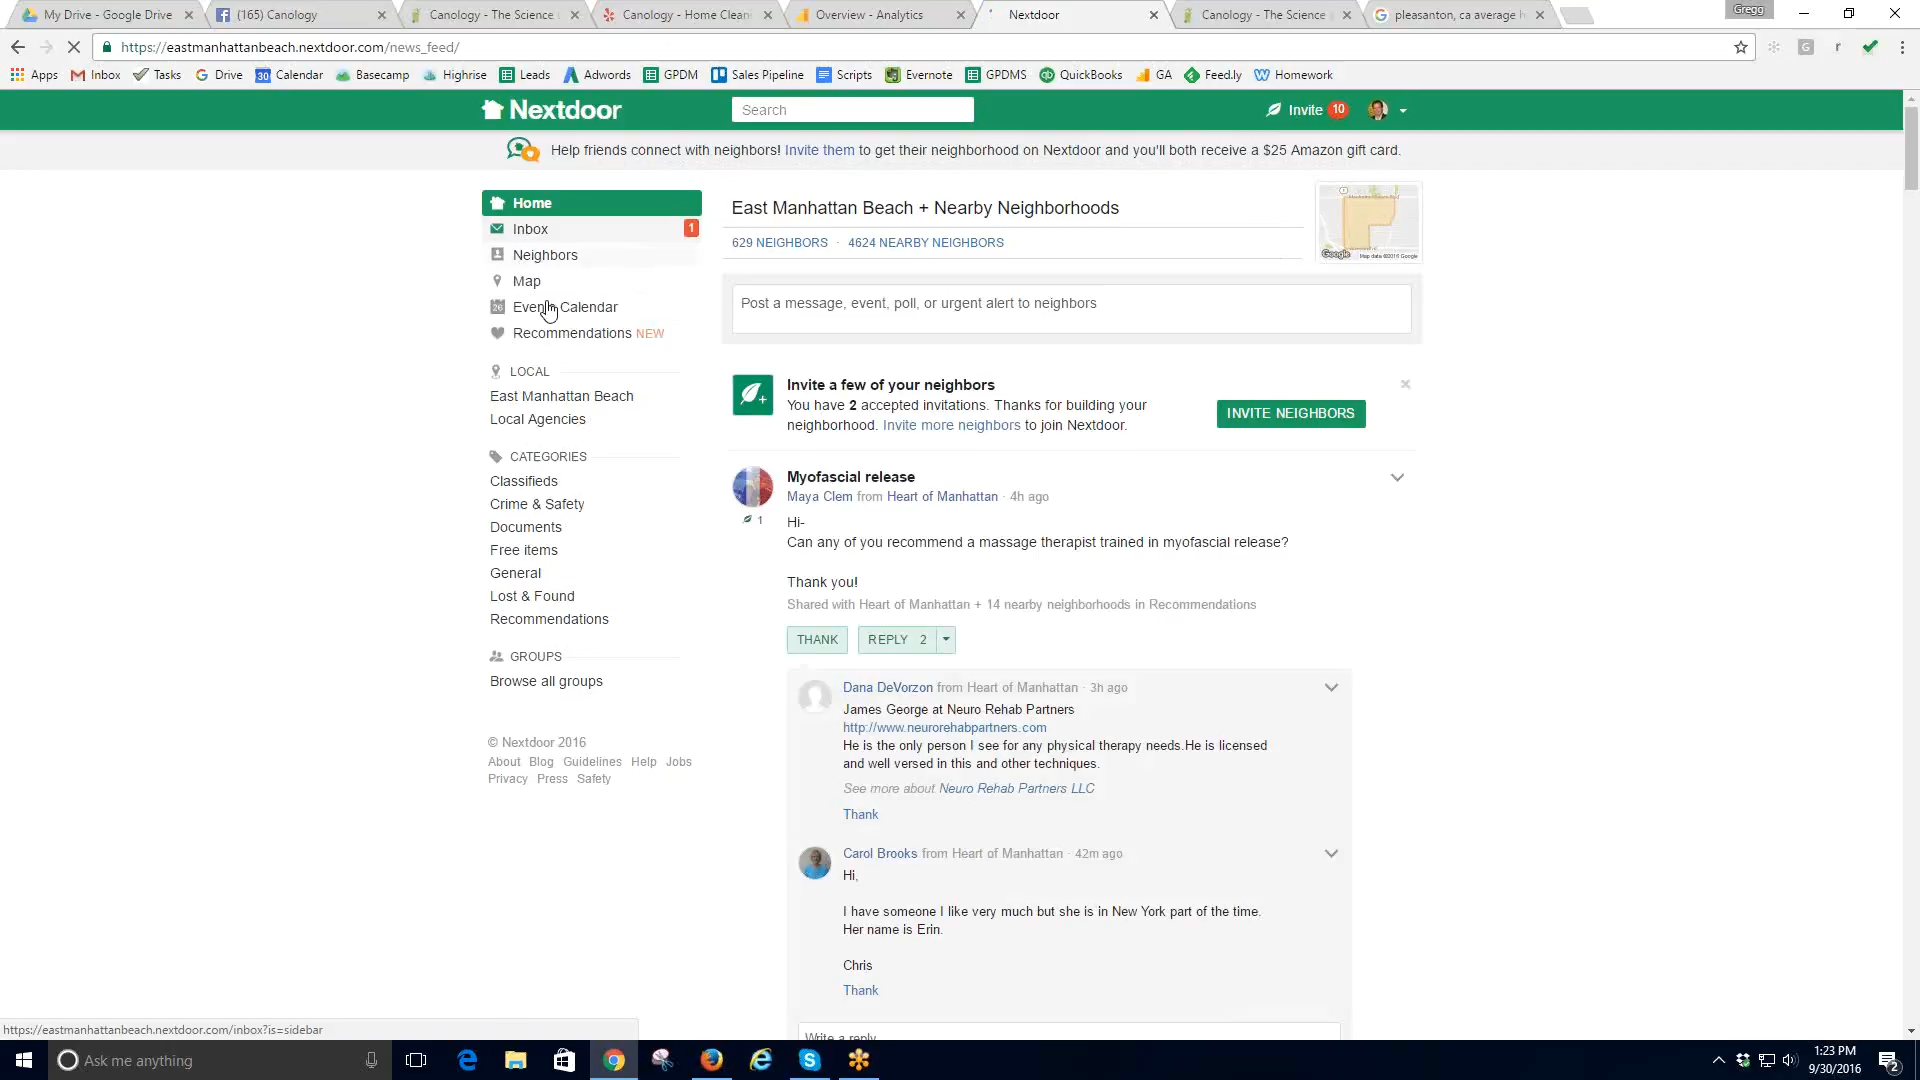 My Drive - Google Drive
(165) Canology
Canology - The Science
Canology - Home Clean
Overview - Analytics
Nextdoor
Canology - The Science
pleasanton, ca average h
Gregg
https://eastmanhattanbeach.nextdoor.com/news_feed/
Apps Inbox Tasks Drive 30 Calendar Basecamp Highrise Leads Adwords GPDM Sales Pipeline Scripts Evernote GPDMS QuickBooks GA Feed.ly Homework
Nextdoor
Search
Invite 10
Help friends connect with neighbors! Invite them to get their neighborhood on Nextdoor and you'll both receive a $25 Amazon gift card.
Home
Inbox 1
Neighbors
Map
Calendar
Recommendations NEW
LOCAL
East Manhattan Beach
Local Agencies
CATEGORIES
Classifieds
Crime & Safety
Documents
Free items
General
Lost & Found
Recommendations
GROUPS
Browse all groups
© Nextdoor 2016
About Blog Guidelines Help Jobs
Privacy Press Safety
East Manhattan Beach + Nearby Neighborhoods
629 NEIGHBORS · 4624 NEARBY NEIGHBORS
Google Map data ©2016 Google
Post a message, event, poll, or urgent alert to neighbors
Invite a few of your neighbors
You have 2 accepted invitations. Thanks for building your
neighborhood. Invite more neighbors to join Nextdoor.
INVITE NEIGHBORS
Myofascial release
Maya Clem from Heart of Manhattan · 4h ago
1
Hi-
Can any of you recommend a massage therapist trained in myofascial release?
Thank you!
Shared with Heart of Manhattan + 14 nearby neighborhoods in Recommendations
THANK
REPLY 2
Dana DeVorzon from Heart of Manhattan · 3h ago
James George at Neuro Rehab Partners
http://www.neurorehabpartners.com
He is the only person I see for any physical therapy needs.He is licensed
and well versed in this and other techniques.
See more about Neuro Rehab Partners LLC
Thank
Carol Brooks from Heart of Manhattan · 42m ago
Hi,
I have someone I like very much but she is in New York part of the time.
Her name is Erin.
Chris
Thank
Write a reply
https://eastmanhattanbeach.nextdoor.com/inbox?is=sidebar
Ask me anything
1:23 PM
9/30/2016
2